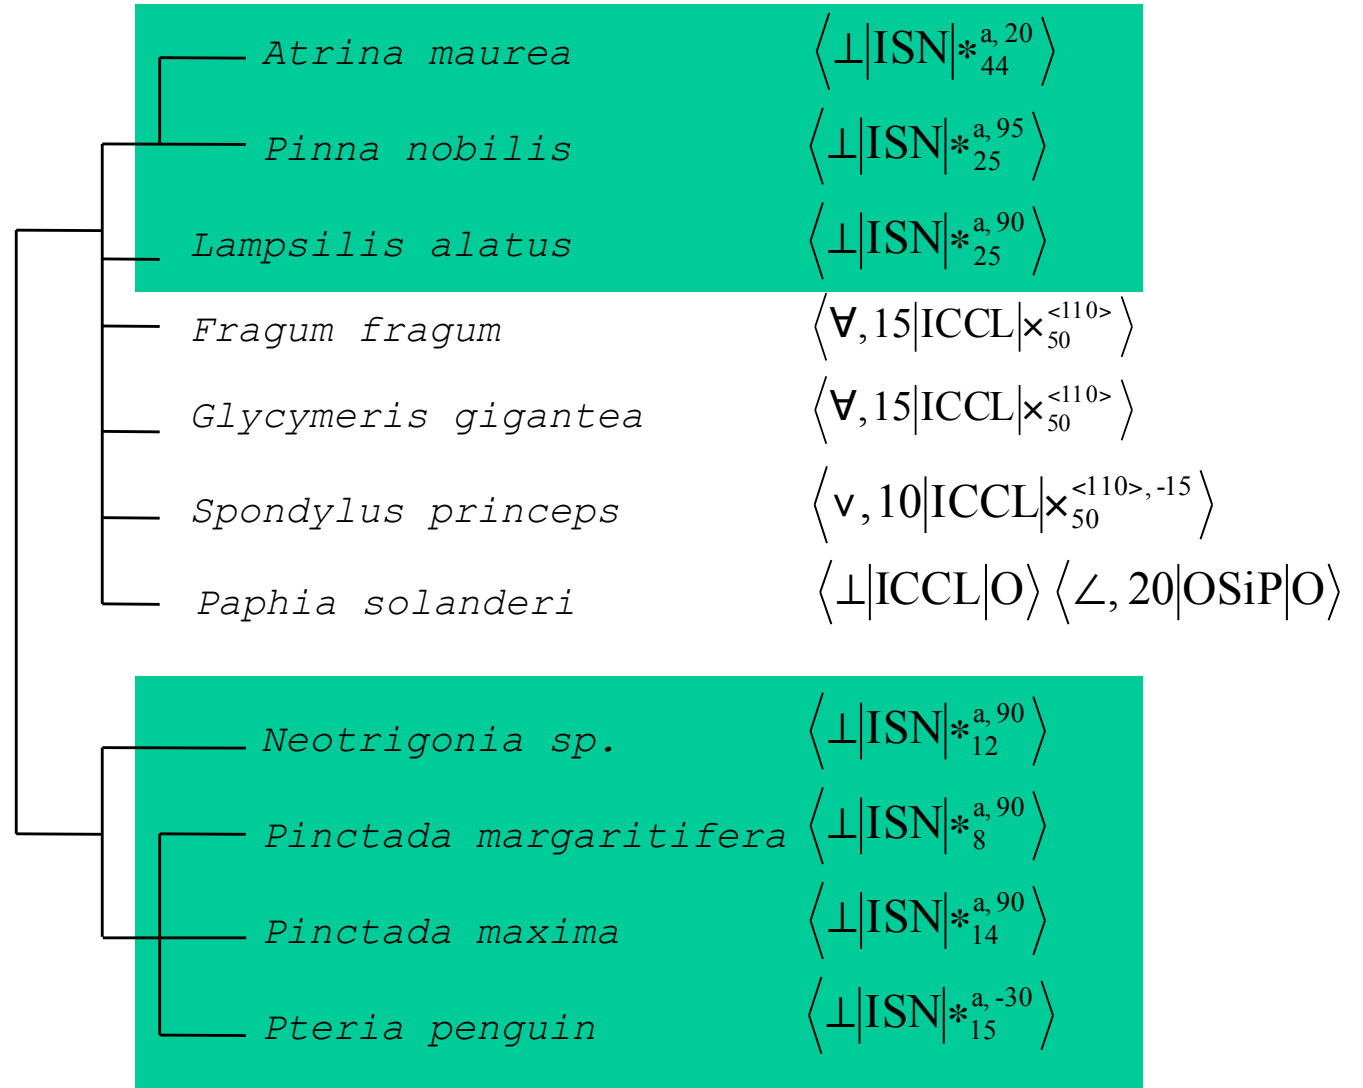 Atrina maurea ⟨⊥|ISN|*₄₄^{a, 20}⟩
Pinna nobilis ⟨⊥|ISN|*₂₅^{a, 95}⟩
Lampsilis alatus ⟨⊥|ISN|*₂₅^{a, 90}⟩
Fragum fragum ⟨∀, 15|ICCL|×₅₀^{<110>}⟩
Glycymeris gigantea ⟨∀, 15|ICCL|×₅₀^{<110>}⟩
Spondylus princeps ⟨∨, 10|ICCL|×₅₀^{<110>, -15}⟩
Paphia solanderi ⟨⊥|ICCL|O⟩ ⟨∠, 20|OSiP|O⟩
Neotrigonia sp. ⟨⊥|ISN|*₁₂^{a, 90}⟩
Pinctada margaritifera ⟨⊥|ISN|*₈^{a, 90}⟩
Pinctada maxima ⟨⊥|ISN|*₁₄^{a, 90}⟩
Pteria penguin ⟨⊥|ISN|*₁₅^{a, -30}⟩